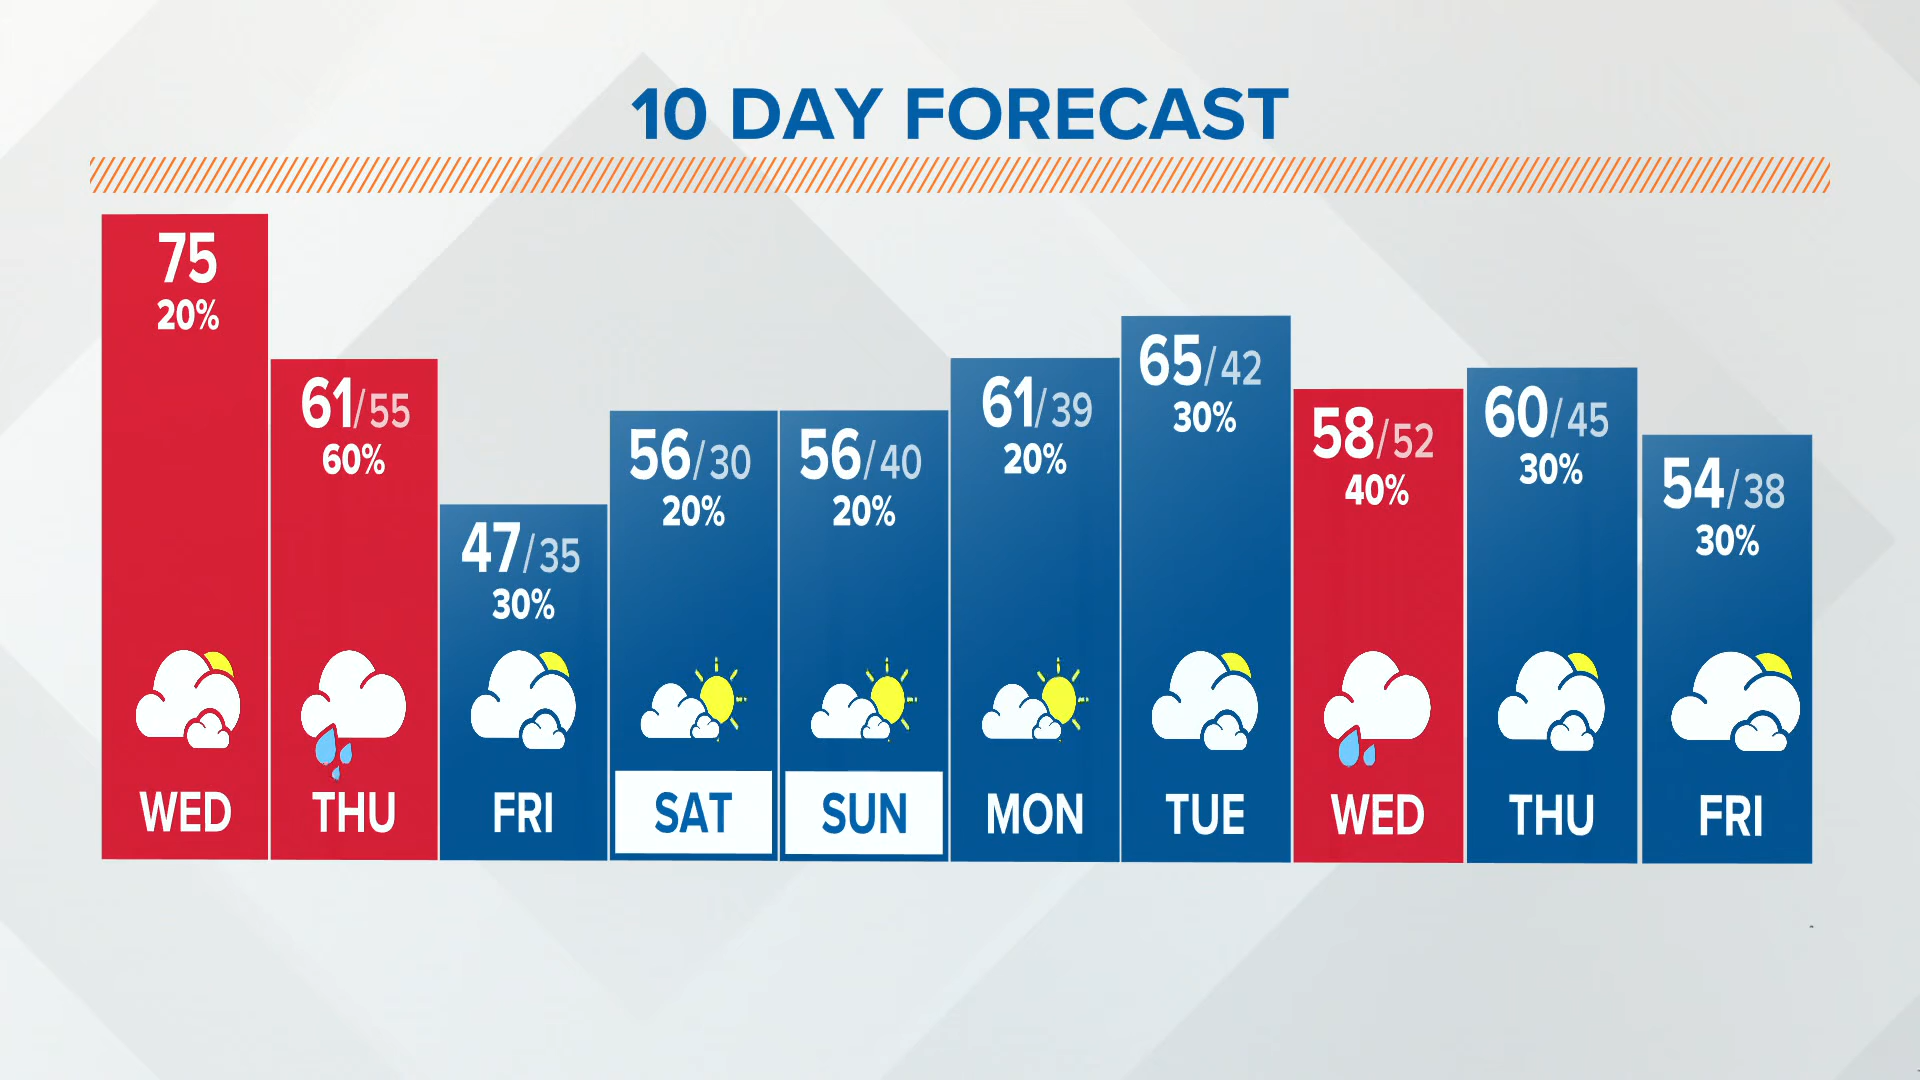 10 DAY FORECAST
75
20%
WED
61/55
60%
THU
47/35
30%
FRI
56/30
20%
SAT
56/40
20%
SUN
61/39
20%
MON
65/42
30%
TUE
58/52
40%
WED
60/45
30%
THU
54/38
30%
FRI